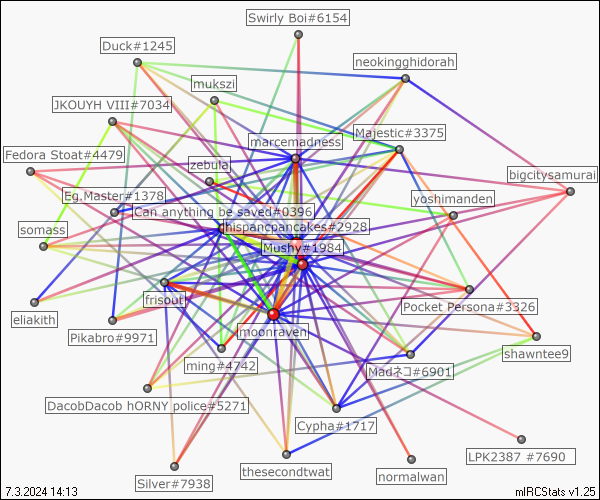 Swirly Boi#6154
Duck#1245
neokingghidorah
mukszi
JKOUYH VIII#7034
Majestic#3375
marcemadness
Fedora Stoat#4479
zebula
bigcitysamurai
Eg.Master#1378
yoshimanden
Can anything be saved#0396
hispancpancakes#2928
somass
Mushy#1984
frisout
Pocket Persona#3326
eliakith
moonraven
Pikabro#9971
shawntee9
ming#4742
Madネコ#6901
DacobDacob hORNY police#5271
Cypha#1717
LPK2387 #7690
thesecondtwat
normalwan
Silver#7938
7.3.2024 14:13
mIRCStats v1.25